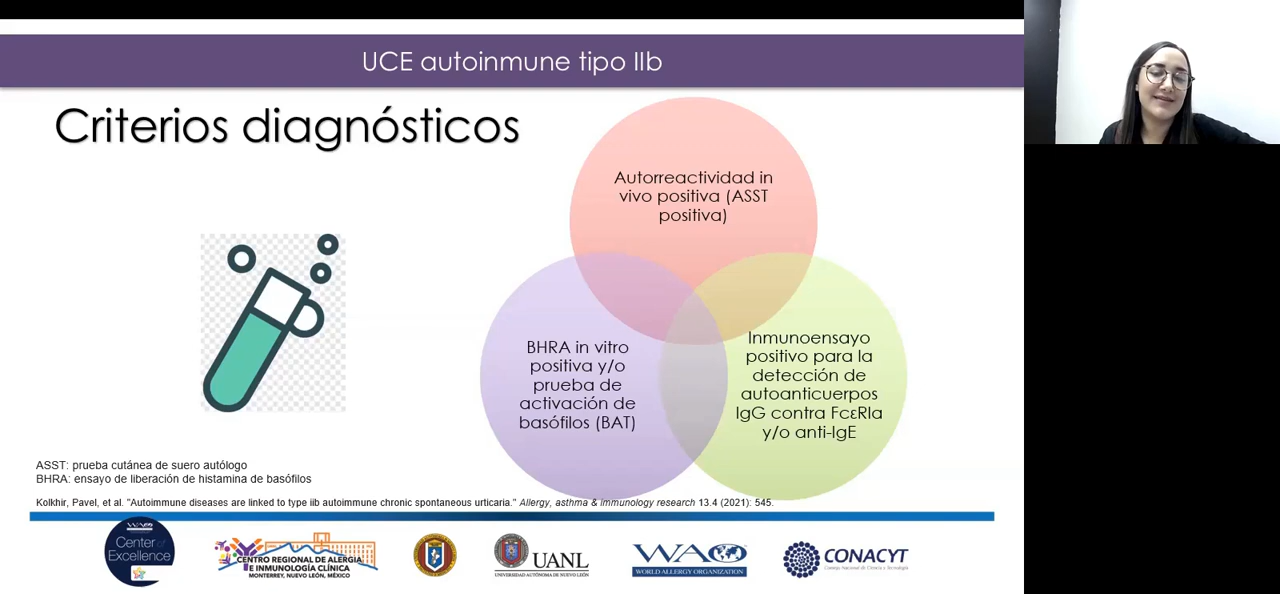 UCE autoinmune tipo IIb
Criterios diagnósticos
Autorreactividad in
vivo positiva (ASST
positiva)
BHRA in vitro
positiva y/o
prueba de
activación de
basófilos (BAT)
Inmunoensayo
positivo para la
detección de
autoanticuerpos
IgG contra FcεRIa
y/o anti-IgE
ASST: prueba cutánea de suero autólogo
BHRA: ensayo de liberación de histamina de basófilos
Kolkhir, Pavel, et al. "Autoimmune diseases are linked to type iib autoimmune chronic spontaneous urticaria." Allergy, asthma & immunology research 13.4 (2021): 545.
WAO
Center of
Excellence
CENTRO REGIONAL DE ALERGIA
E INMUNOLOGÍA CLÍNICA
MONTERREY, NUEVO LEÓN, MÉXICO
UANL
UNIVERSIDAD AUTÓNOMA DE NUEVO LEÓN
WAO
WORLD ALLERGY ORGANIZATION
CONACYT
Consejo Nacional de Ciencia y Tecnología